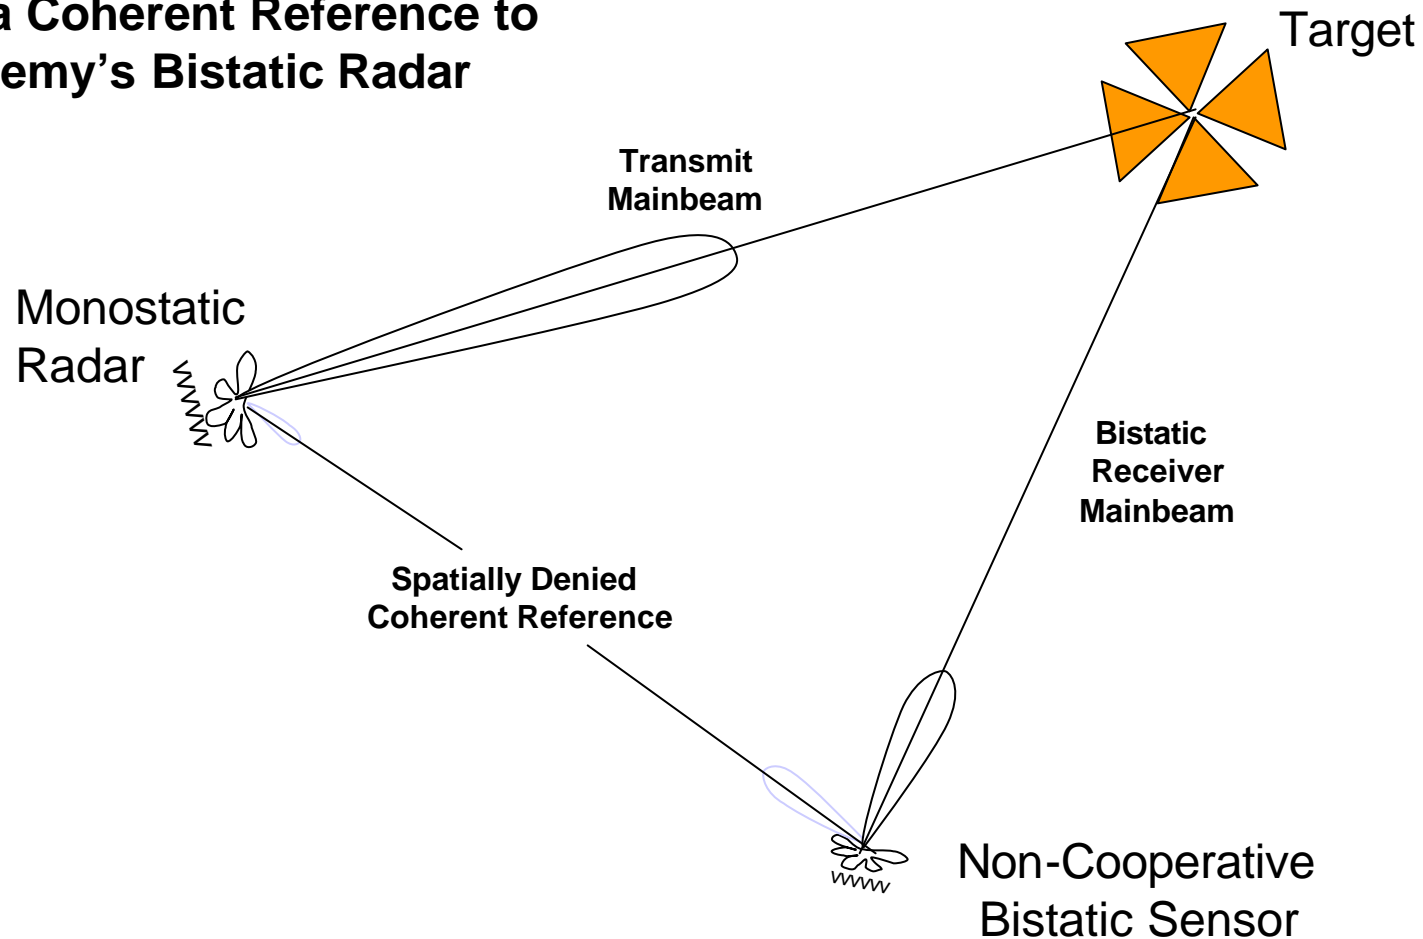 a Coherent Reference to
emy's Bistatic Radar
Target
Transmit
Mainbeam
Monostatic
Radar
Bistatic
Receiver
Mainbeam
Spatially Denied
Coherent Reference
Non-Cooperative
Bistatic Sensor